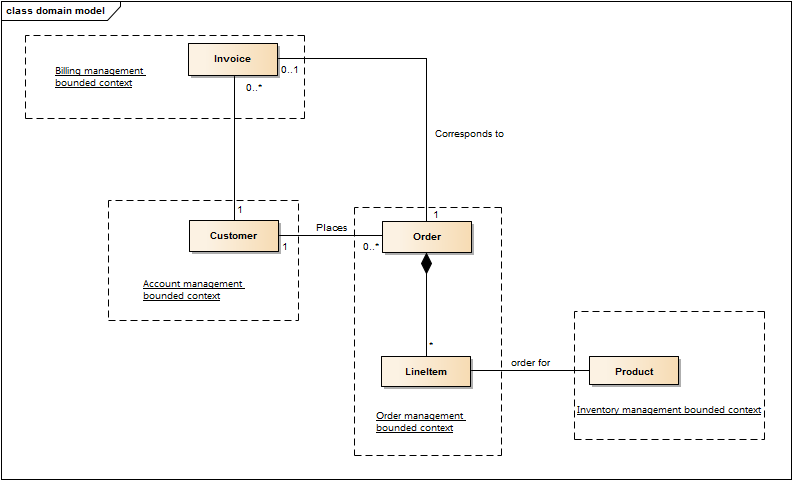 class domain model
Invoice
0..1
Billing management
bounded context
0..*
Corresponds to
1
1
Customer
Places
Order
1
0..*
Account management
bounded context
*
order for
LineItem
Product
Order management
bounded context
Inventory management bounded context